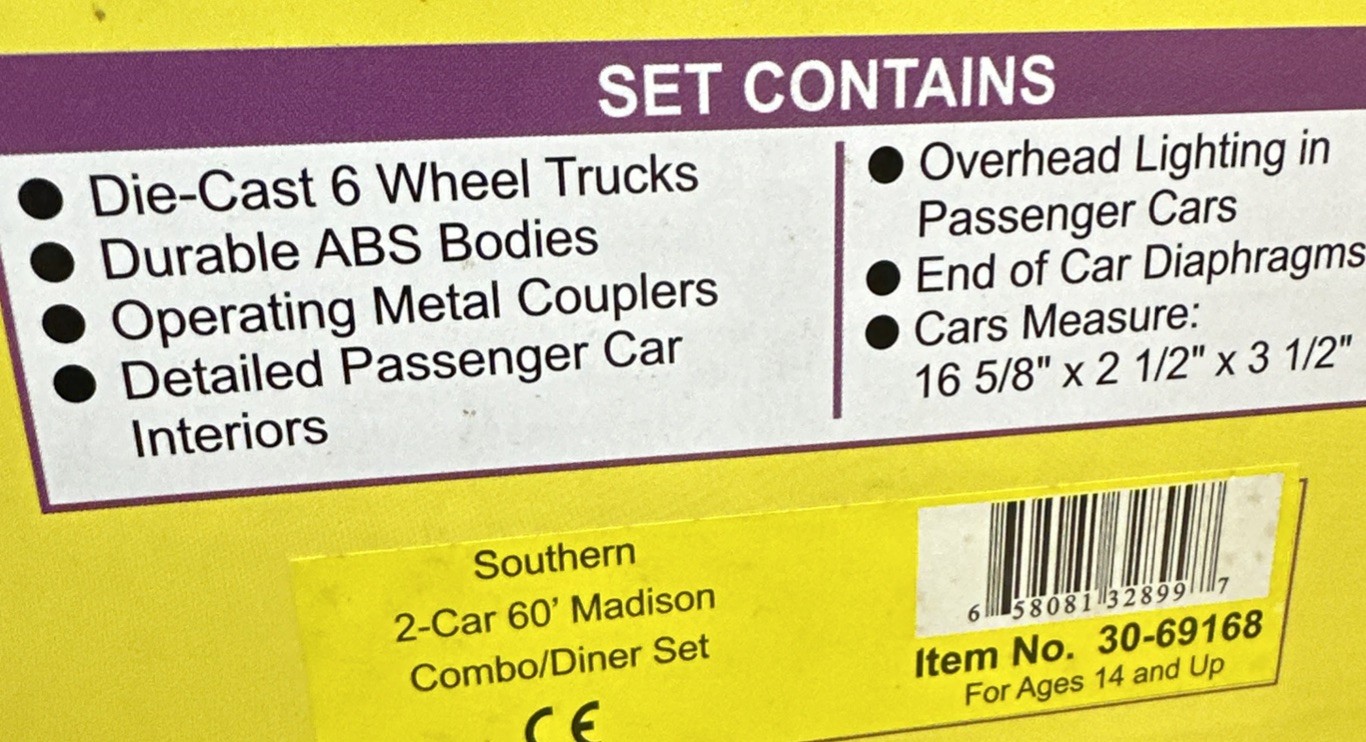 SET CONTAINS
● Die-Cast 6 Wheel Trucks
● Durable ABS Bodies
● Operating Metal Couplers
● Detailed Passenger Car
Interiors
● Overhead Lighting in
Passenger Cars
● End of Car Diaphragms
● Cars Measure:
16 5/8" x 2 1/2" x 3 1/2"
Southern
2-Car 60' Madison
Combo/Diner Set
CE
6 58081 32899 7
Item No. 30-69168
For Ages 14 and Up